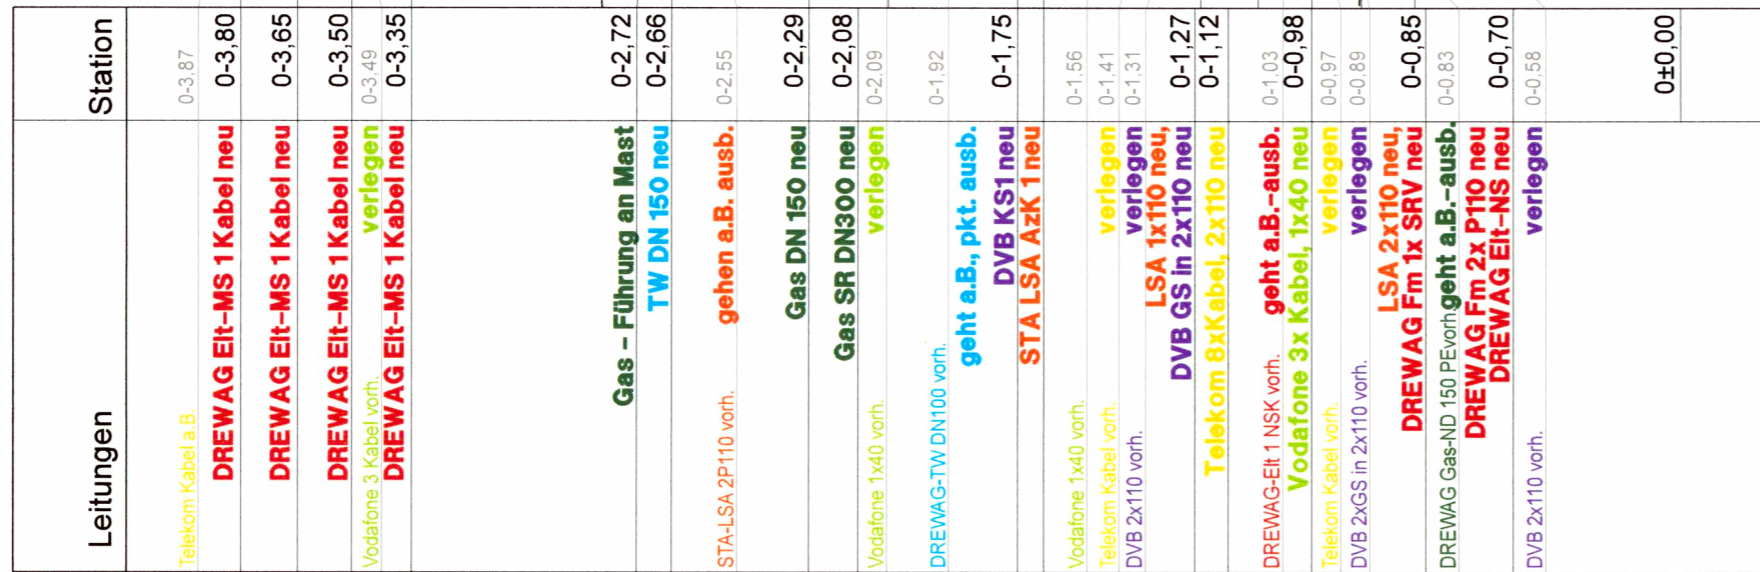 Leitungen
Station
Telekom Kabel a.B.
0-3,87
DREWAG Elt-MS 1 Kabel neu
0-3,80
DREWAG Elt-MS 1 Kabel neu
0-3,65
DREWAG Elt-MS 1 Kabel neu
0-3,50
Vodafone 3 Kabel vorh. verlegen
0-3,49
DREWAG Elt-MS 1 Kabel neu
0-3,35
Gas - Führung an Mast
0-2,72
TW DN 150 neu
0-2,66
STA-LSA 2P110 vorh. gehen a.B. ausb.
0-2,55
Gas DN 150 neu
0-2,29
Gas SR DN300 neu
0-2,08
Vodafone 1x40 vorh. verlegen
0-2,09
DREWAG-TW DN100 vorh.
0-1,92
geht a.B., pkt. ausb.
DVB KS1 neu
0-1,75
STA LSA AzK 1 neu
Vodafone 1x40 vorh.
0-1,56
Telekom Kabel vorh. verlegen
0-1,41
DVB 2x110 vorh. verlegen
0-1,31
LSA 1x110 neu,
DVB GS in 2x110 neu
0-1,27
Telekom 8xKabel, 2x110 neu
0-1,12
DREWAG-Elt 1 NSK vorh. geht a.B.-ausb.
0-1,03
Vodafone 3x Kabel, 1x40 neu
0-0,98
Telekom Kabel vorh. verlegen
0-0,97
DVB 2xGS in 2x110 vorh. verlegen
0-0,89
LSA 2x110 neu,
DREWAG Fm 1x SRV neu
0-0,85
DREWAG Gas-ND 150 PEvorh. geht a.B.-ausb.
0-0,83
DREWAG Fm 2x P110 neu
DREWAG Elt-NS neu
0-0,70
DVB 2x110 vorh. verlegen
0-0,58
0±0,00